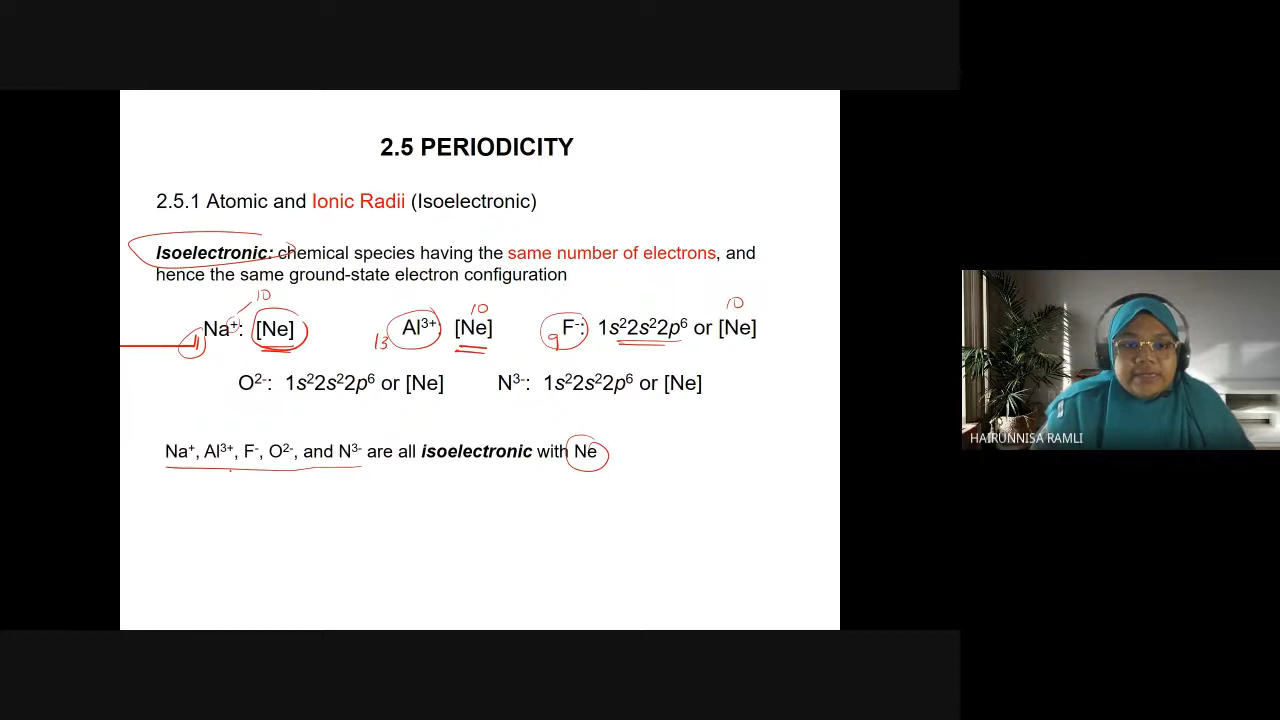 2.5 PERIODICITY
2.5.1 Atomic and Ionic Radii (Isoelectronic)
Isoelectronic: chemical species having the same number of electrons, and
hence the same ground-state electron configuration
10 10 10
11 Na⁺: [Ne] 13 Al³⁺: [Ne] 9 F⁻: 1s²2s²2p⁶ or [Ne]
O²⁻: 1s²2s²2p⁶ or [Ne] N³⁻: 1s²2s²2p⁶ or [Ne]
Na⁺, Al³⁺, F⁻, O²⁻, and N³⁻ are all isoelectronic with Ne
HAIRUNNISA RAMLI